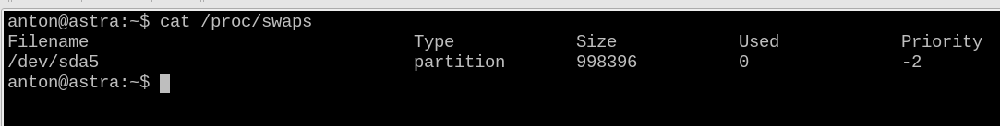 anton@astra:~$ cat /proc/swaps
Filename Type Size Used Priority
/dev/sda5 partition 998396 0 -2
anton@astra:~$